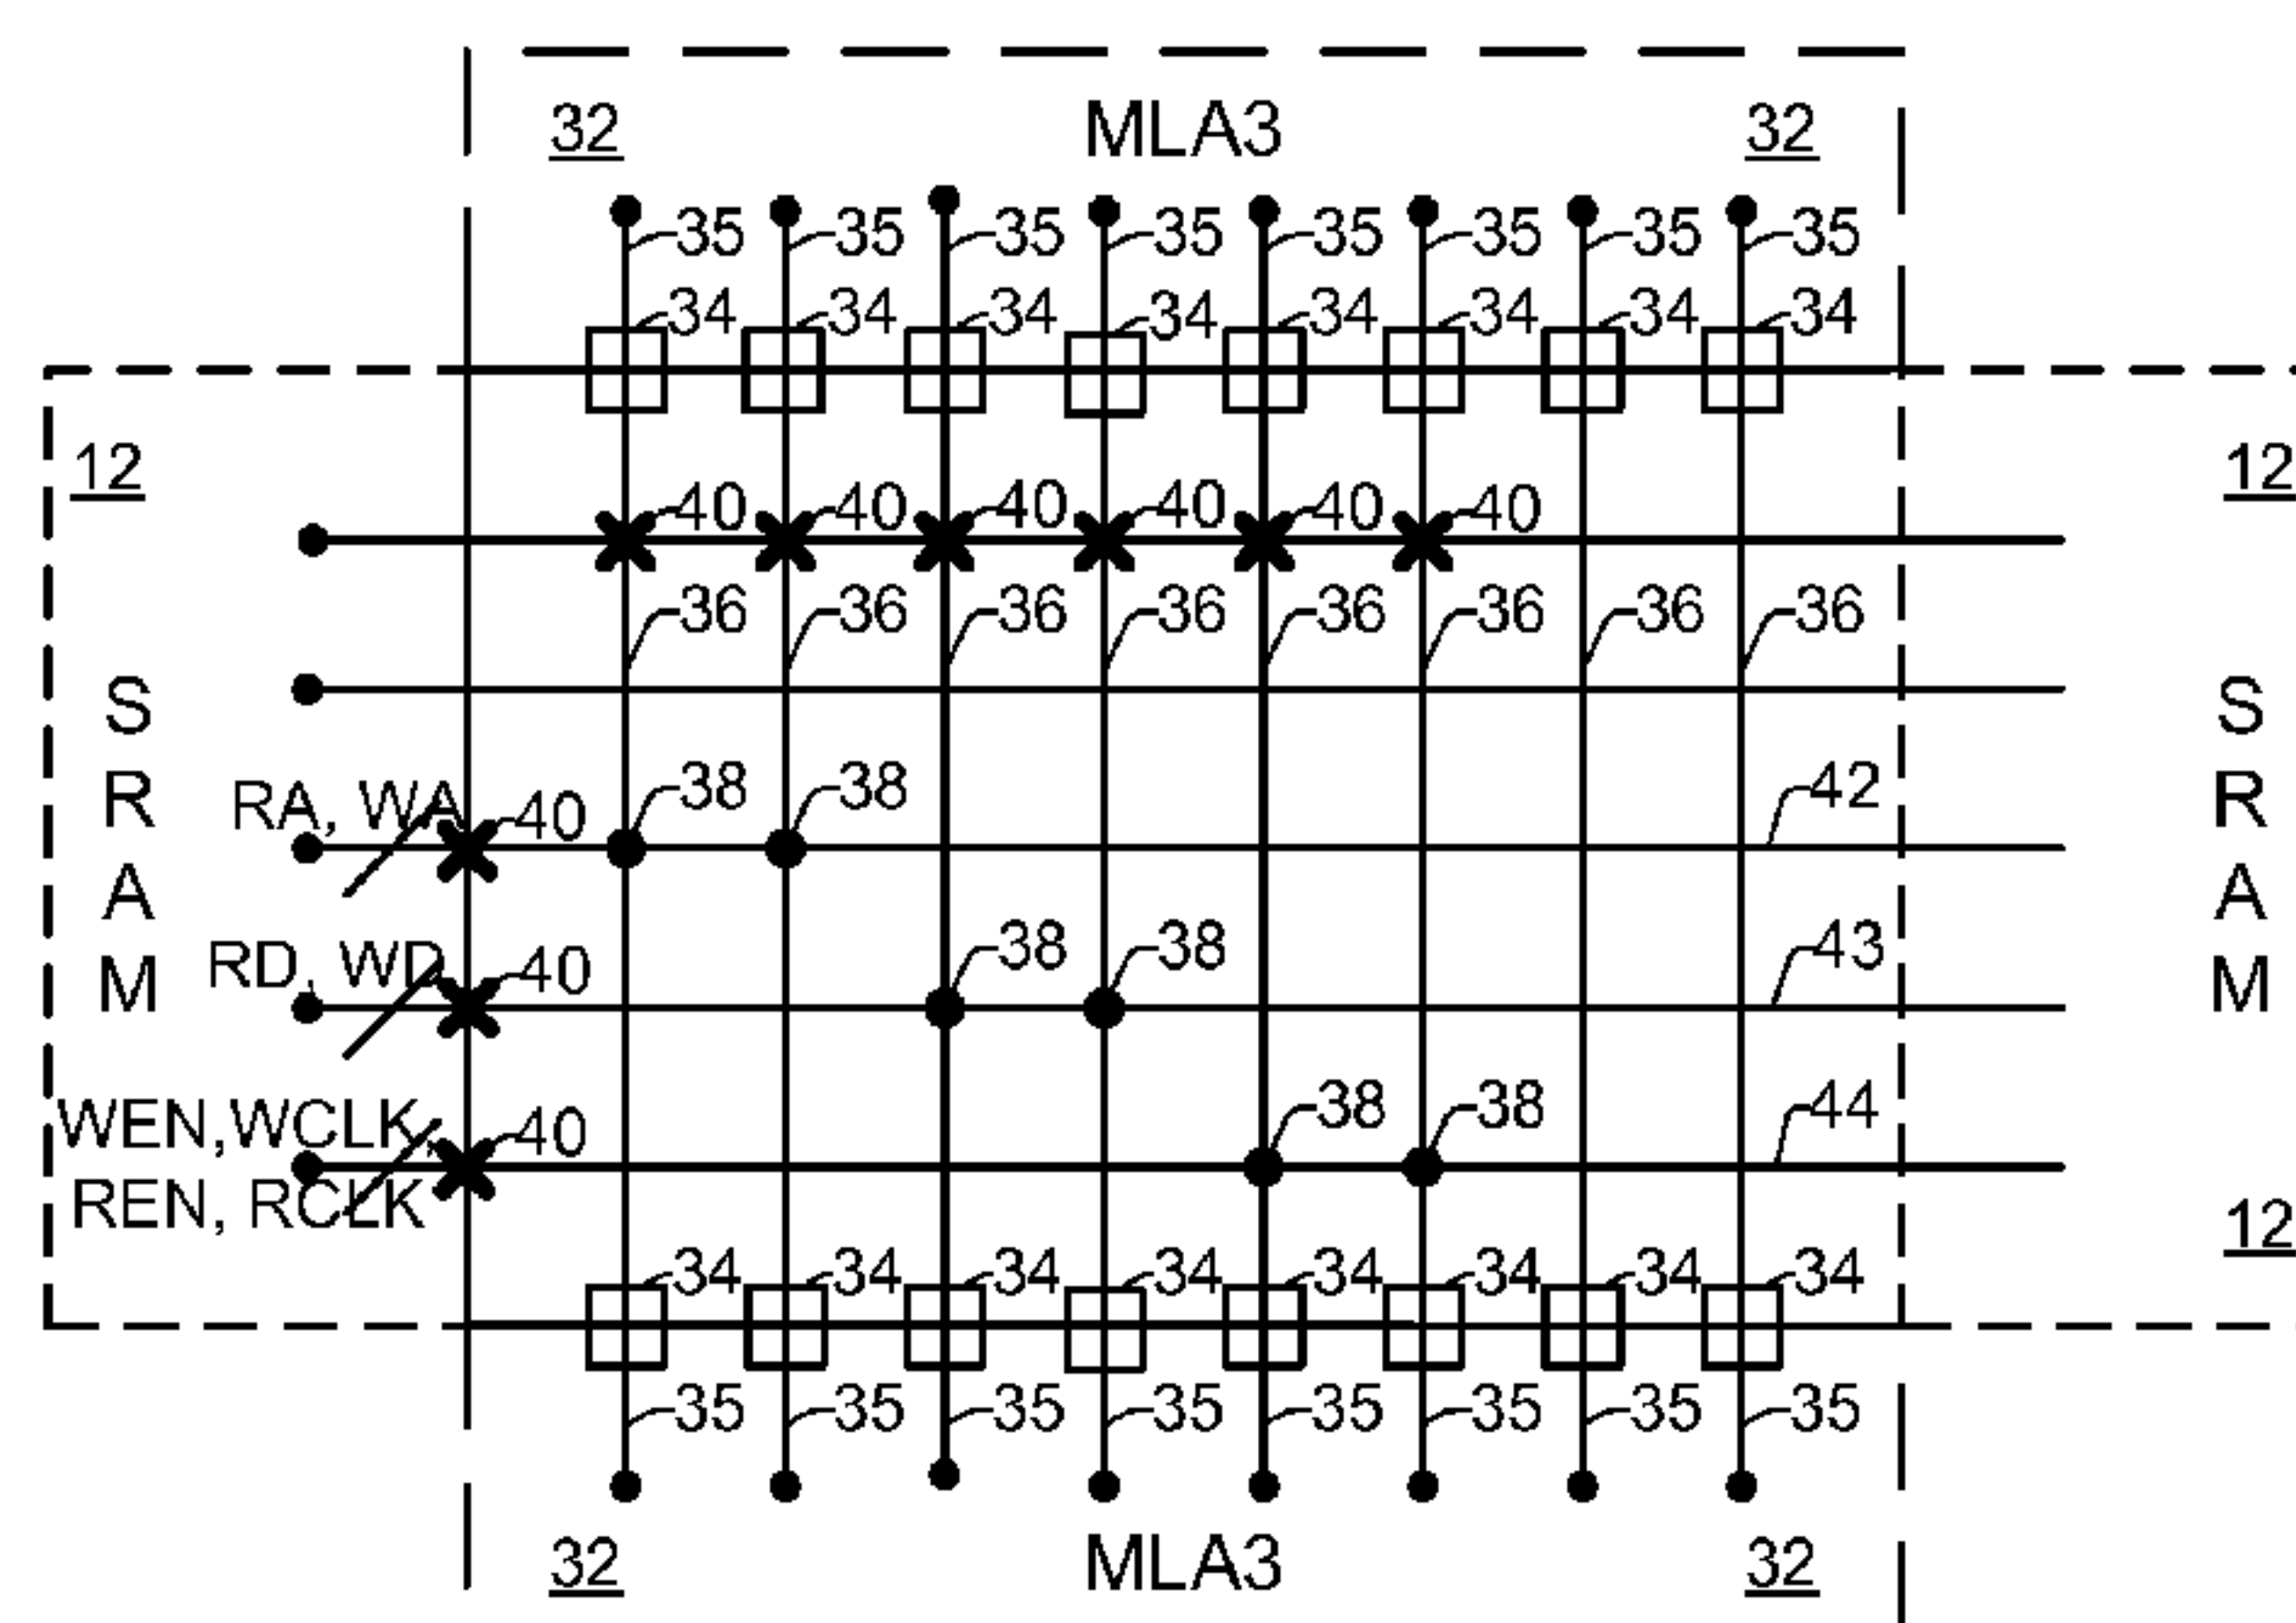 32 MLA3 32
35 35 35 35 35 35 35 35
34 34 34 34 34 34 34 34
12 12
40 40 40 40 40 40
36 36 36 36 36 36 36 36
S S
R R
A A
M M
RA, WA 40 38 38 42
RD, WD 40 38 38 43
WEN,WCLK, 40 38 38 44
REN, RCLK 12
34 34 34 34 34 34 34 34
35 35 35 35 35 35 35 35
32 MLA3 32